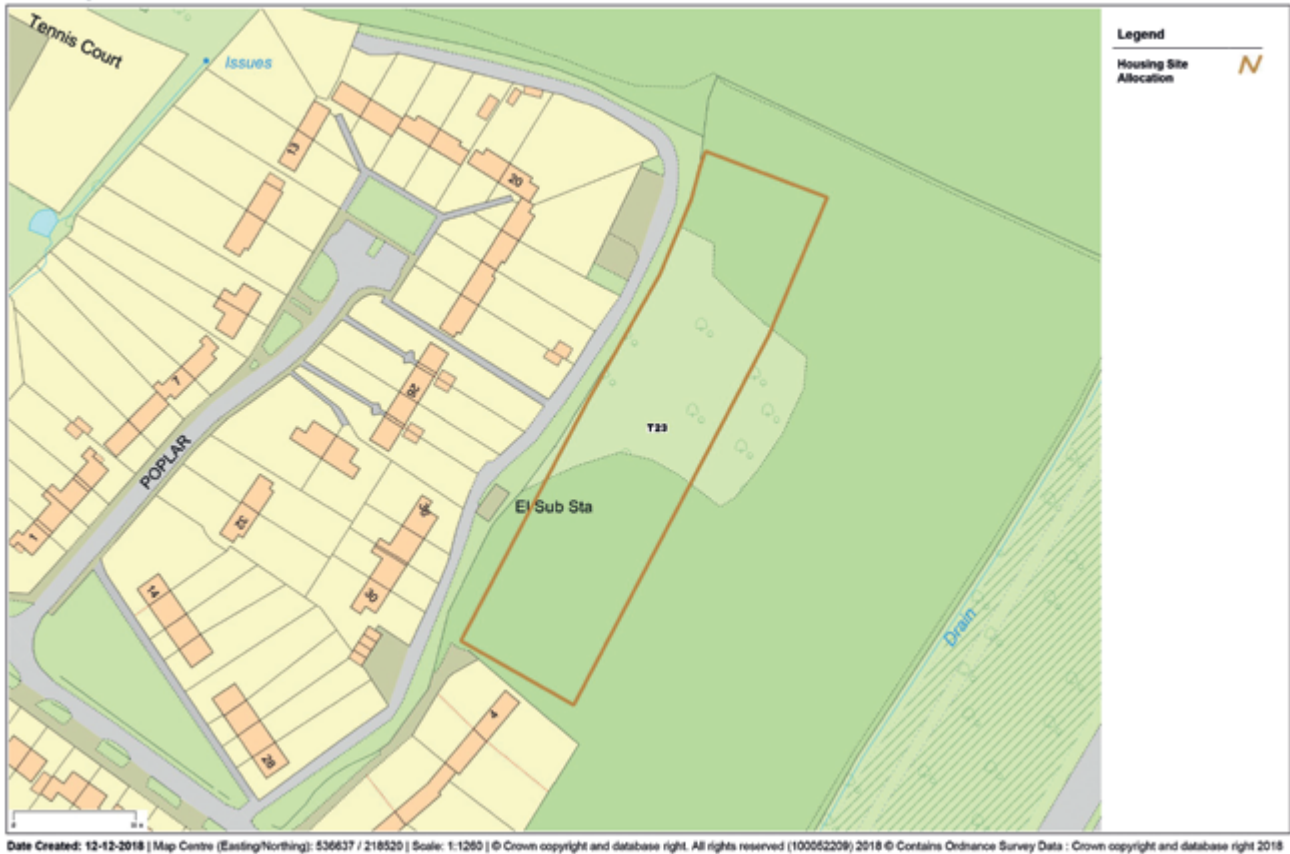 Tennis Court
Issues
Legend
Housing Site
Allocation
13
20
7
26
POPLAR
T23
1
32
El Sub Sta
30
14
4
28
Drain
Date Created: 12-12-2018 | Map Centre (Easting/Northing): 536637 / 218520 | Scale: 1:1260 | © Crown copyright and database right. All rights reserved (100052209) 2018 © Contains Ordnance Survey Data : Crown copyright and database right 2018